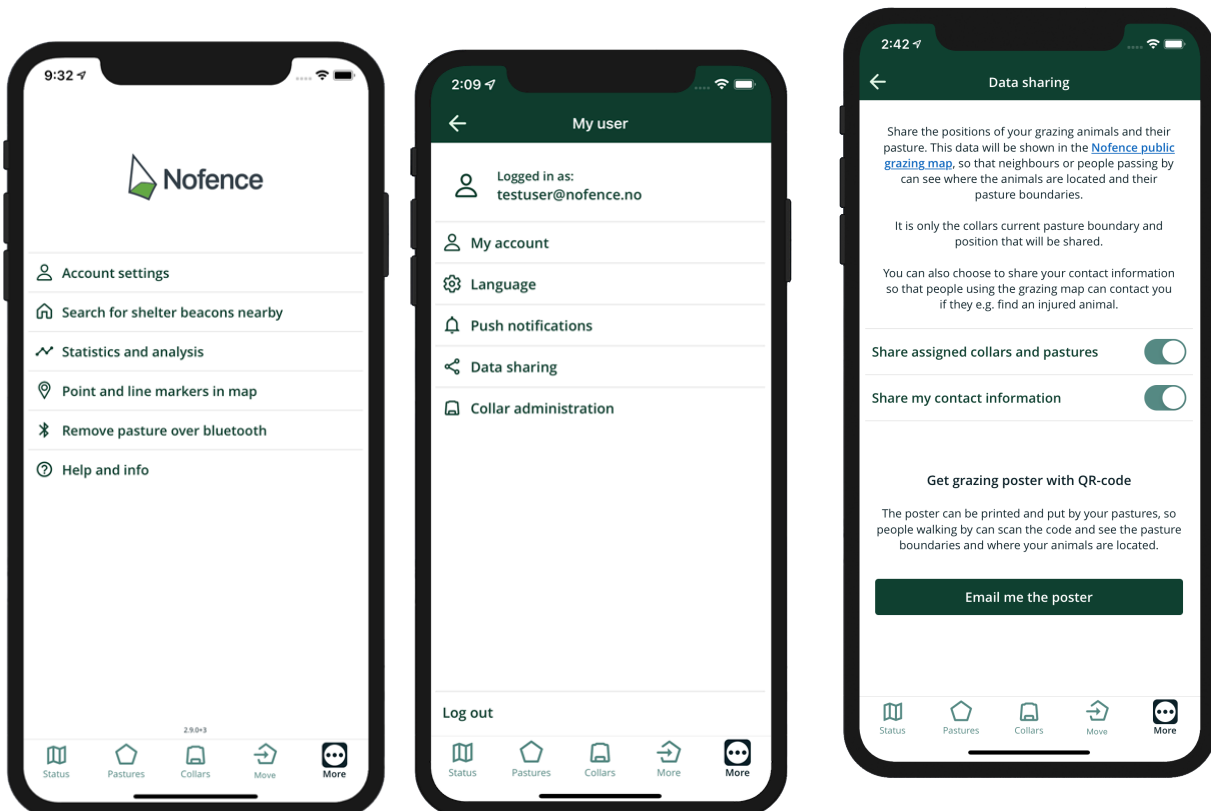 9:32
Nofence
Account settings
Search for shelter beacons nearby
Statistics and analysis
Point and line markers in map
Remove pasture over bluetooth
Help and info
2.9.0+3
Status
Pastures
Collars
Move
More
2:09
My user
Logged in as:
testuser@nofence.no
My account
Language
Push notifications
Data sharing
Collar administration
Log out
Status
Pastures
Collars
More
More
2:42
Data sharing
Share the positions of your grazing animals and their
pasture. This data will be shown in the Nofence public
grazing map, so that neighbours or people passing by
can see where the animals are located and their
pasture boundaries.
It is only the collars current pasture boundary and
position that will be shared.
You can also choose to share your contact information
so that people using the grazing map can contact you
if they e.g. find an injured animal.
Share assigned collars and pastures
Share my contact information
Get grazing poster with QR-code
The poster can be printed and put by your pastures, so
people walking by can scan the code and see the pasture
boundaries and where your animals are located.
Email me the poster
Status
Pastures
Collars
Move
More